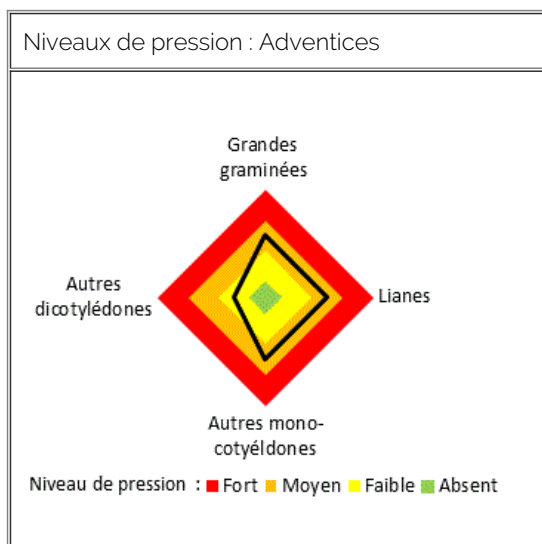 Niveaux de pression : Adventices
Grandes
graminées
Autres
dicotylédones
Lianes
Autres mono-
cotyéldones
Niveau de pression : Fort Moyen Faible Absent